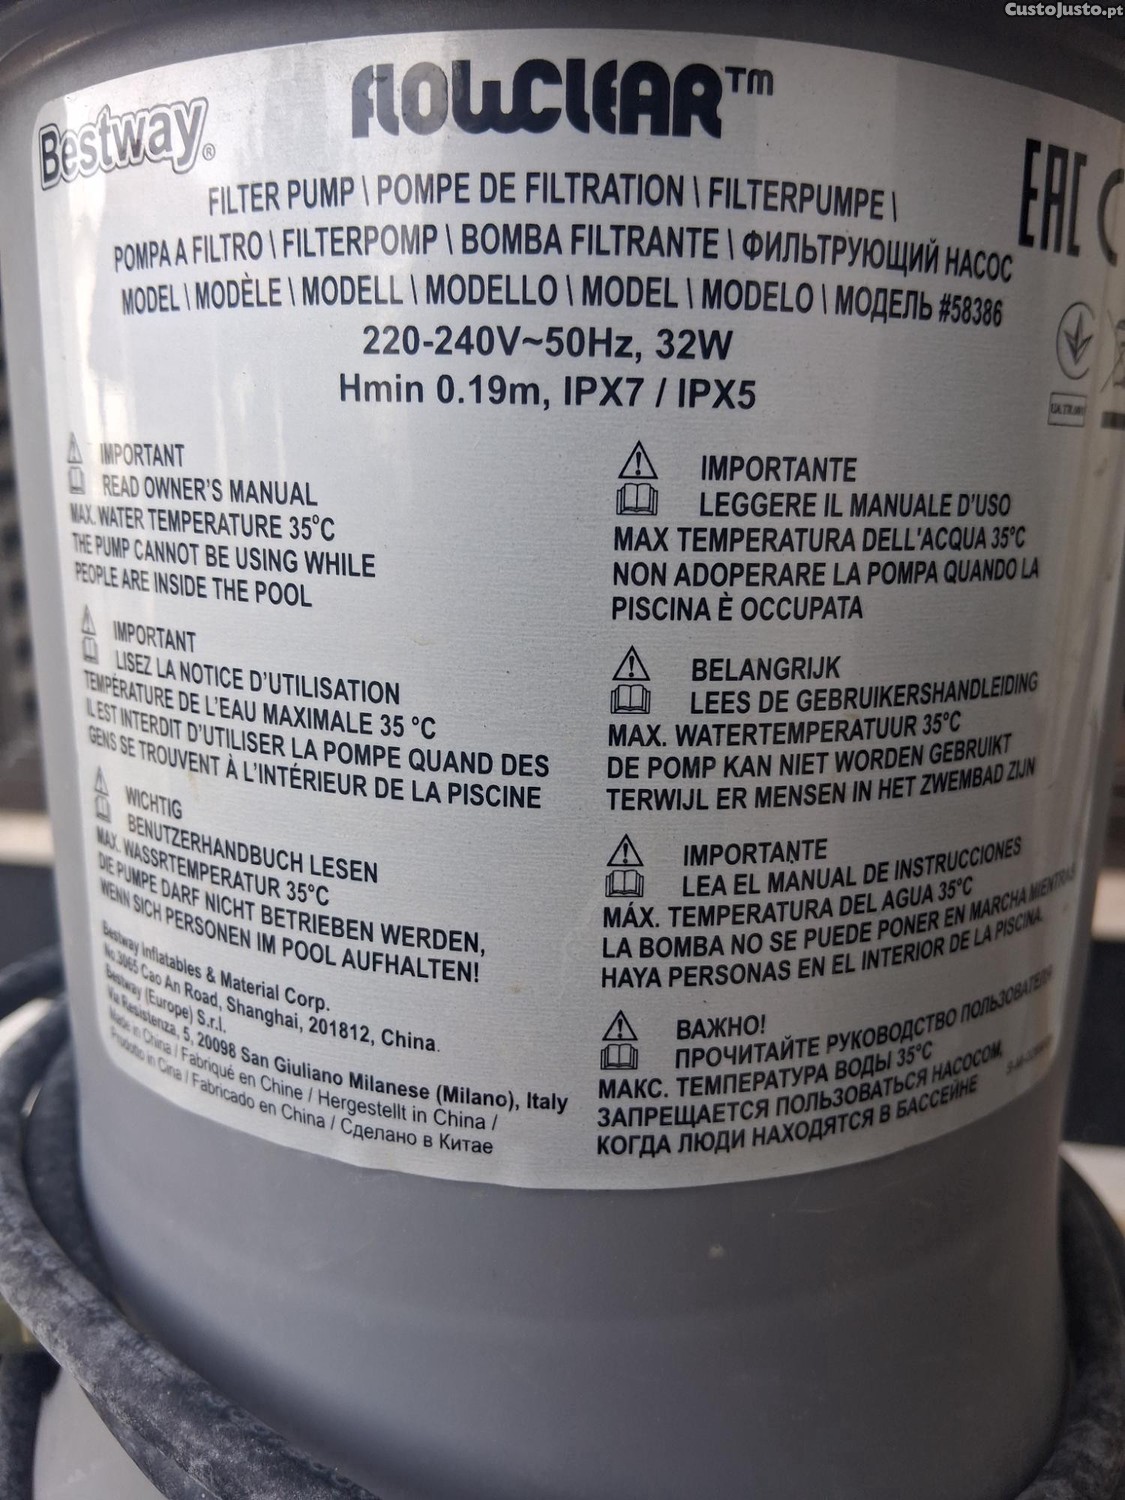 CustoJusto.pt
Bestway®
FLOWCLEAR™
FILTER PUMP \ POMPE DE FILTRATION \ FILTERPUMPE \
POMPA A FILTRO \ FILTERPOMP \ BOMBA FILTRANTE \ ФИЛЬТРУЮЩИЙ НАСОС
MODEL \ MODÈLE \ MODELL \ MODELLO \ MODEL \ MODELO \ МОДЕЛЬ #58386
220-240V~50Hz, 32W
Hmin 0.19m, IPX7 / IPX5
EAC
IMPORTANT
READ OWNER'S MANUAL
MAX. WATER TEMPERATURE 35°C
THE PUMP CANNOT BE USING WHILE
PEOPLE ARE INSIDE THE POOL
IMPORTANT
LISEZ LA NOTICE D'UTILISATION
TEMPÉRATURE DE L'EAU MAXIMALE 35 °C
IL EST INTERDIT D'UTILISER LA POMPE QUAND DES
GENS SE TROUVENT À L'INTÉRIEUR DE LA PISCINE
WICHTIG
BENUTZERHANDBUCH LESEN
MAX. WASSRTEMPERATUR 35°C
DIE PUMPE DARF NICHT BETRIEBEN WERDEN,
WENN SICH PERSONEN IM POOL AUFHALTEN!
Bestway Inflatables & Material Corp.
No.3065 Cao An Road, Shanghai, 201812, China.
Bestway (Europe) S.r.l.
Via Resistenza, 5, 20098 San Giuliano Milanese (Milano), Italy
Made in China / Fabriqué en Chine / Hergestellt in China /
Prodotto in Cina / Fabricado en China / Сделано в Китае
IMPORTANTE
LEGGERE IL MANUALE D'USO
MAX TEMPERATURA DELL'ACQUA 35°C
NON ADOPERARE LA POMPA QUANDO LA
PISCINA È OCCUPATA
BELANGRIJK
LEES DE GEBRUIKERSHANDLEIDING
MAX. WATERTEMPERATUUR 35°C
DE POMP KAN NIET WORDEN GEBRUIKT
TERWIJL ER MENSEN IN HET ZWEMBAD ZIJN
IMPORTANTE
LEA EL MANUAL DE INSTRUCCIONES
MÁX. TEMPERATURA DEL AGUA 35°C
LA BOMBA NO SE PUEDE PONER EN MARCHA MIENTRAS
HAYA PERSONAS EN EL INTERIOR DE LA PISCINA.
ВАЖНО!
ПРОЧИТАЙТЕ РУКОВОДСТВО ПОЛЬЗОВАТЕЛЯ
МАКС. ТЕМПЕРАТУРА ВОДЫ 35°C
ЗАПРЕЩАЕТСЯ ПОЛЬЗОВАТЬСЯ НАСОСОМ,
КОГДА ЛЮДИ НАХОДЯТСЯ В БАССЕЙНЕ